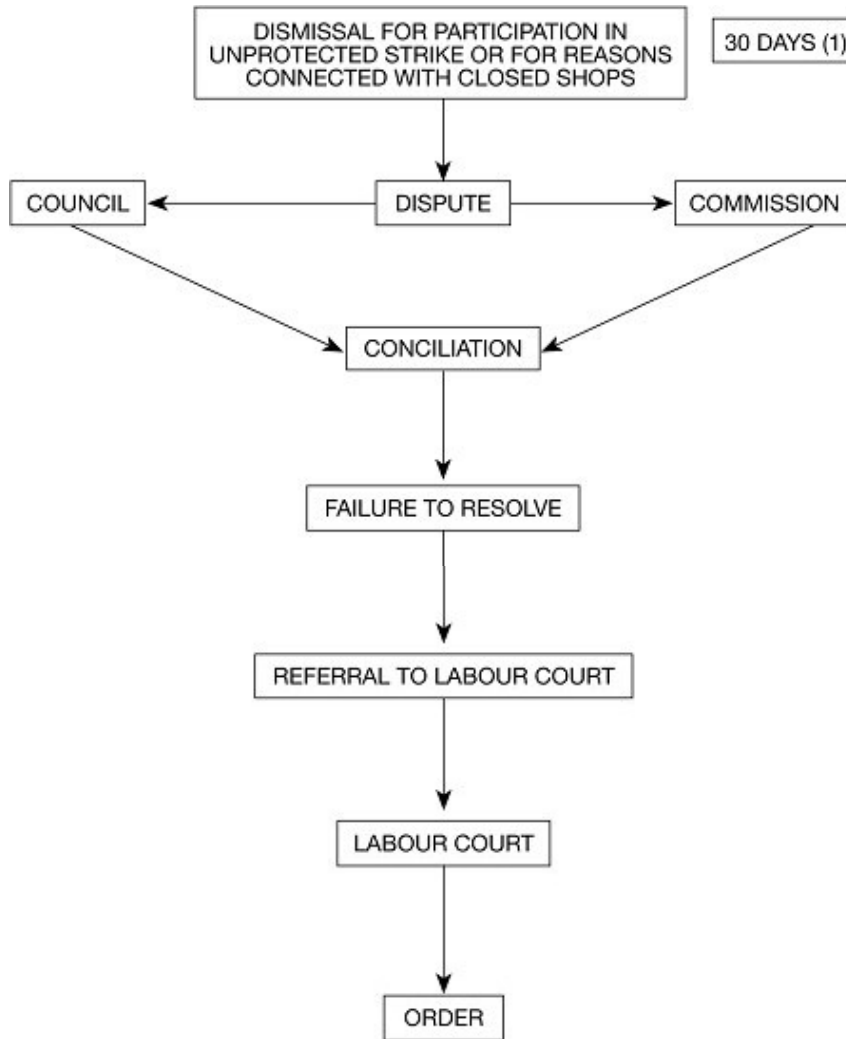 DISMISSAL FOR PARTICIPATION IN
UNPROTECTED STRIKE OR FOR REASONS
CONNECTED WITH CLOSED SHOPS
30 DAYS (1)
COUNCIL
DISPUTE
COMMISSION
CONCILIATION
FAILURE TO RESOLVE
REFERRAL TO LABOUR COURT
LABOUR COURT
ORDER